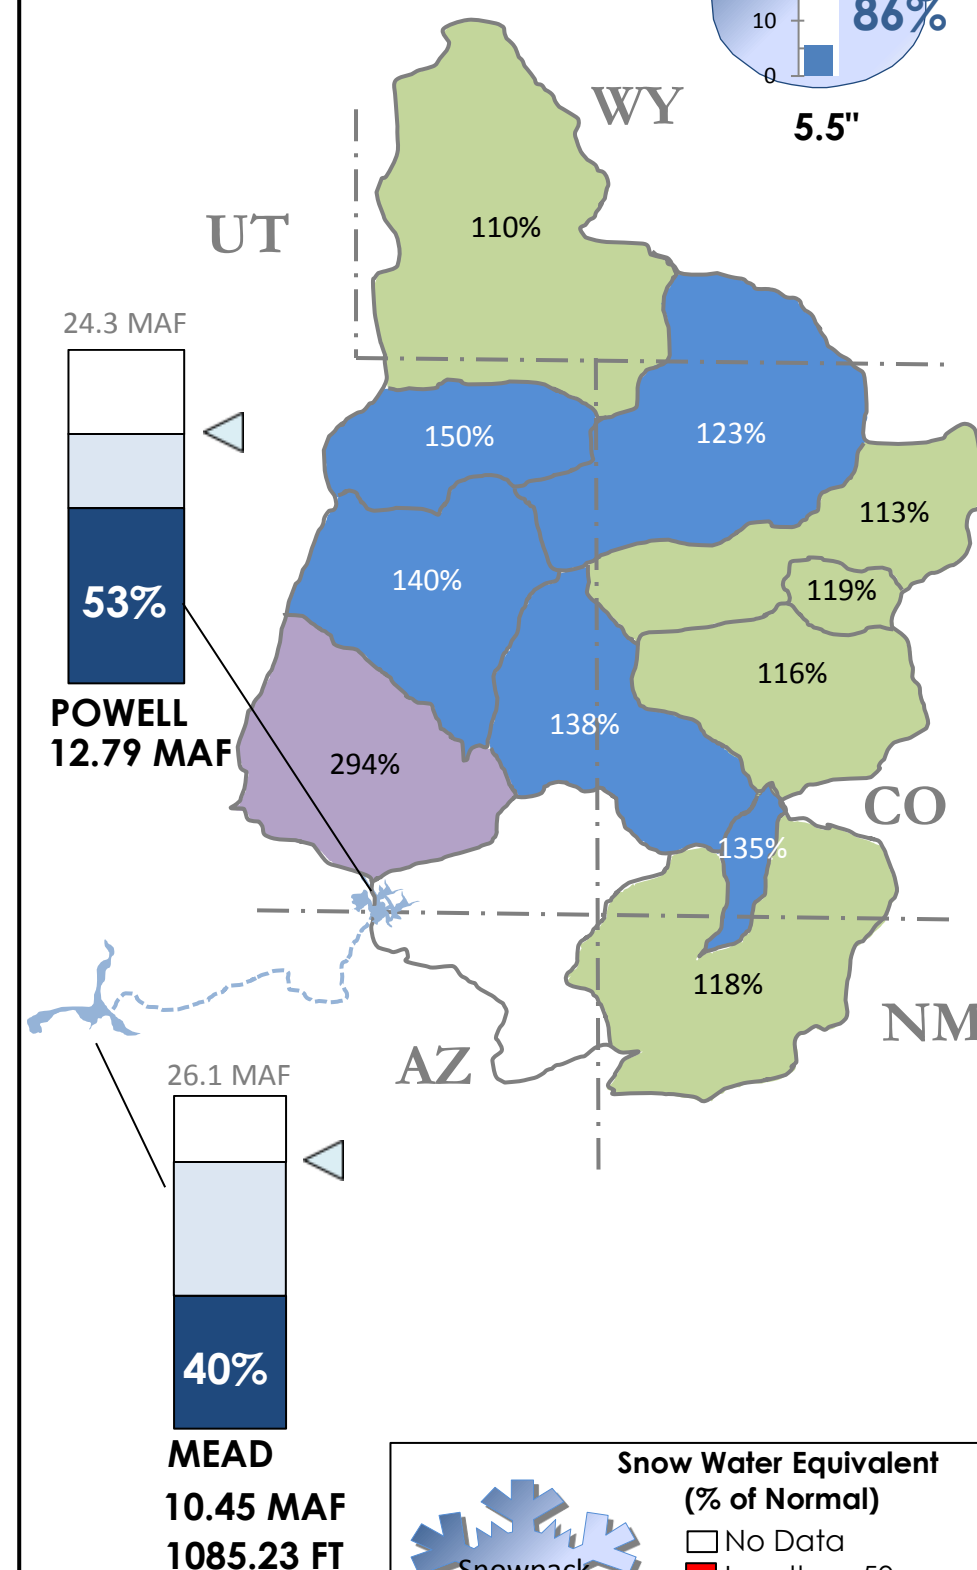 10
86%
0
5.5"
WY
UT
110%
24.3 MAF
150%
123%
113%
140%
119%
53%
116%
POWELL
138%
12.79 MAF
294%
CO
135%
118%
NM
AZ
26.1 MAF
40%
MEAD
10.45 MAF
1085.23 FT
Snow Water Equivalent
(% of Normal)
No Data
Snowpack